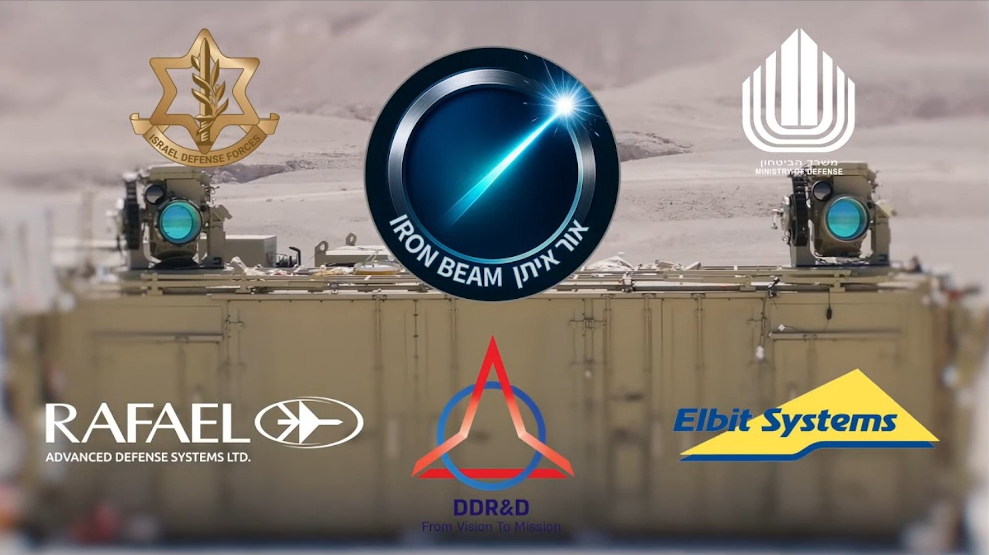 ISRAEL DEFENSE FORCES
IRON BEAM אור איתן
משרד הביטחון
MINISTRY OF DEFENSE
RAFAEL
ADVANCED DEFENSE SYSTEMS LTD.
DDR&D
From Vision To Mission
Elbit Systems